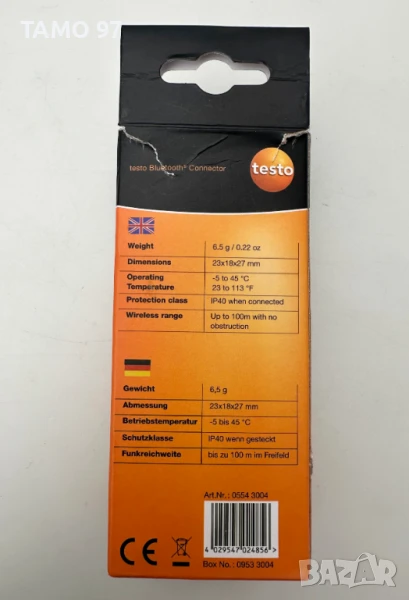 TAMO 97
testo Bluetooth® Connector
testo
Weight 6,5 g / 0.22 oz
Dimensions 23x18x27 mm
Operating Temperature -5 to 45 °C
23 to 113 °F
Protection class IP40 when connected
Wireless range Up to 100m with no obstruction
Gewicht 6,5 g
Abmessung 23x18x27 mm
Betriebstemperatur -5 bis 45 °C
Schutzklasse IP40 wenn gesteckt
Funkreichweite bis zu 100 m im Freifeld
Art.Nr.: 0554 3004
4 029547 024856 >
Box No.: 0953 3004
CE
BAZAR